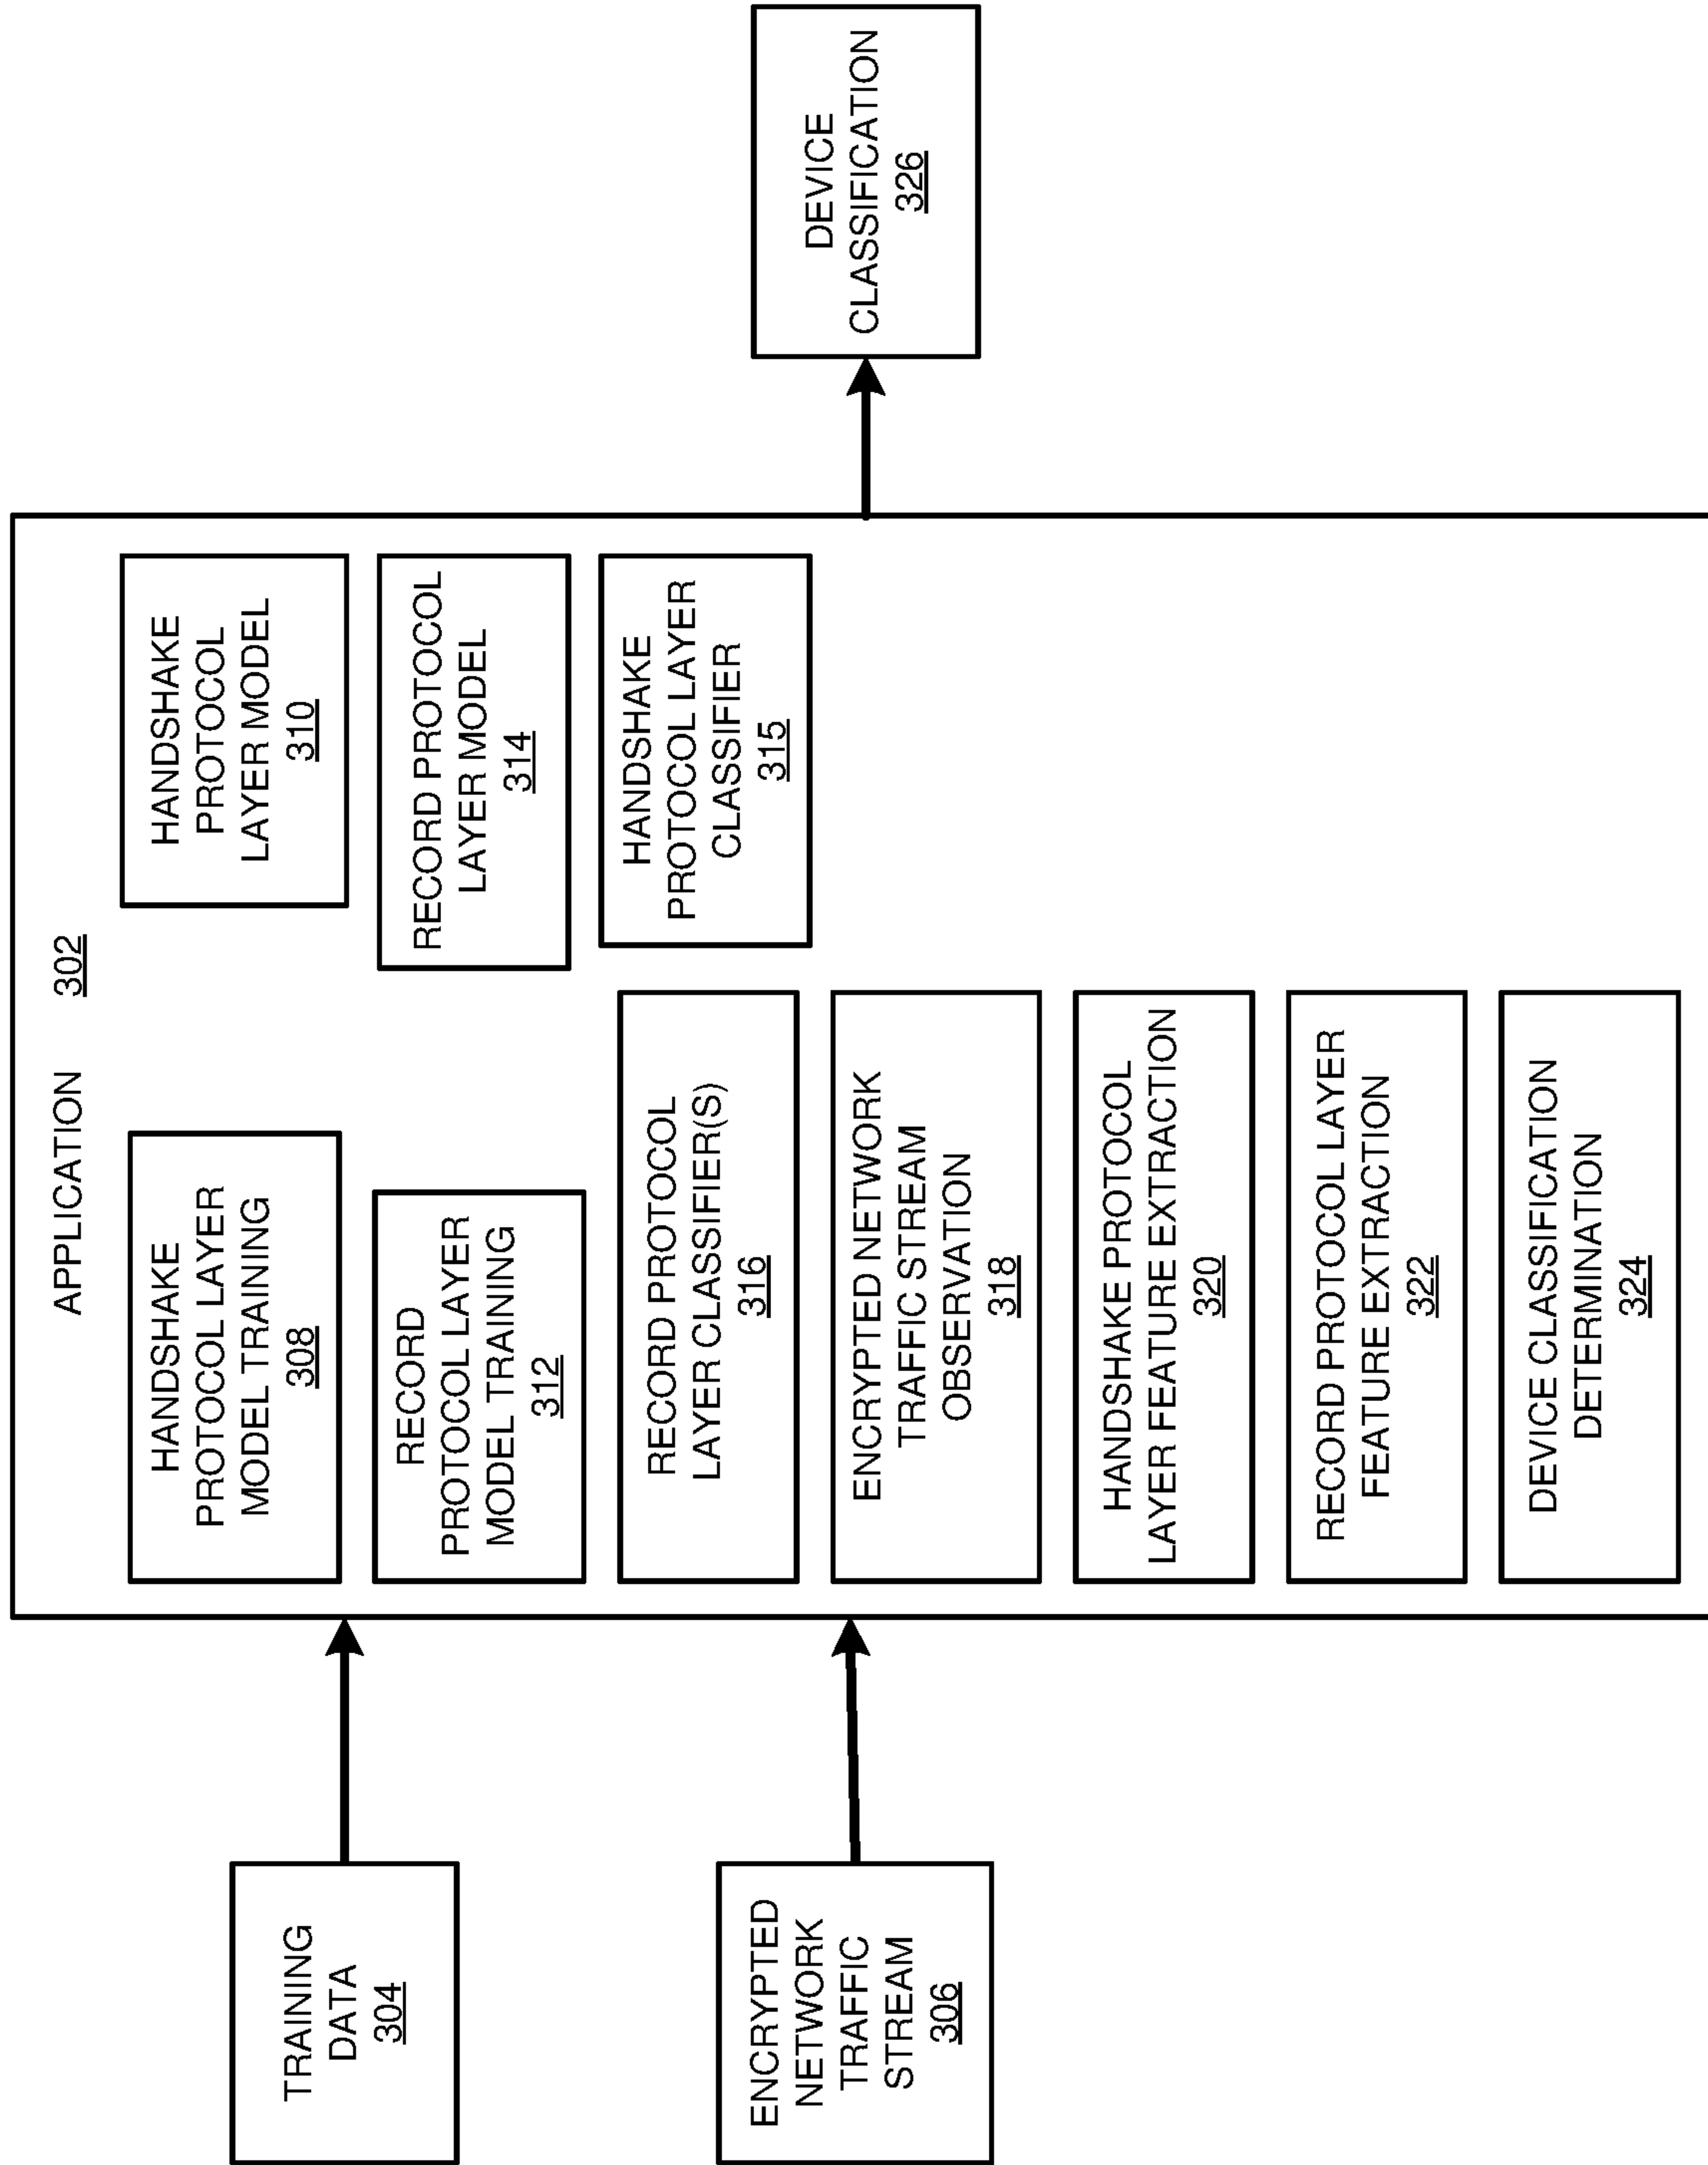 TRAINING
DATA
304
ENCRYPTED
NETWORK
TRAFFIC
STREAM
306
APPLICATION 302
HANDSHAKE
PROTOCOL LAYER
MODEL TRAINING
308
HANDSHAKE
PROTOCOL
LAYER MODEL
310
RECORD
PROTOCOL LAYER
MODEL TRAINING
312
RECORD PROTOCOL
LAYER MODEL
314
HANDSHAKE
PROTOCOL LAYER
CLASSIFIER
315
RECORD PROTOCOL
LAYER CLASSIFIER(S)
316
ENCRYPTED NETWORK
TRAFFIC STREAM
OBSERVATION
318
HANDSHAKE PROTOCOL
LAYER FEATURE EXTRACTION
320
RECORD PROTOCOL LAYER
FEATURE EXTRACTION
322
DEVICE CLASSIFICATION
DETERMINATION
324
DEVICE
CLASSIFICATION
326